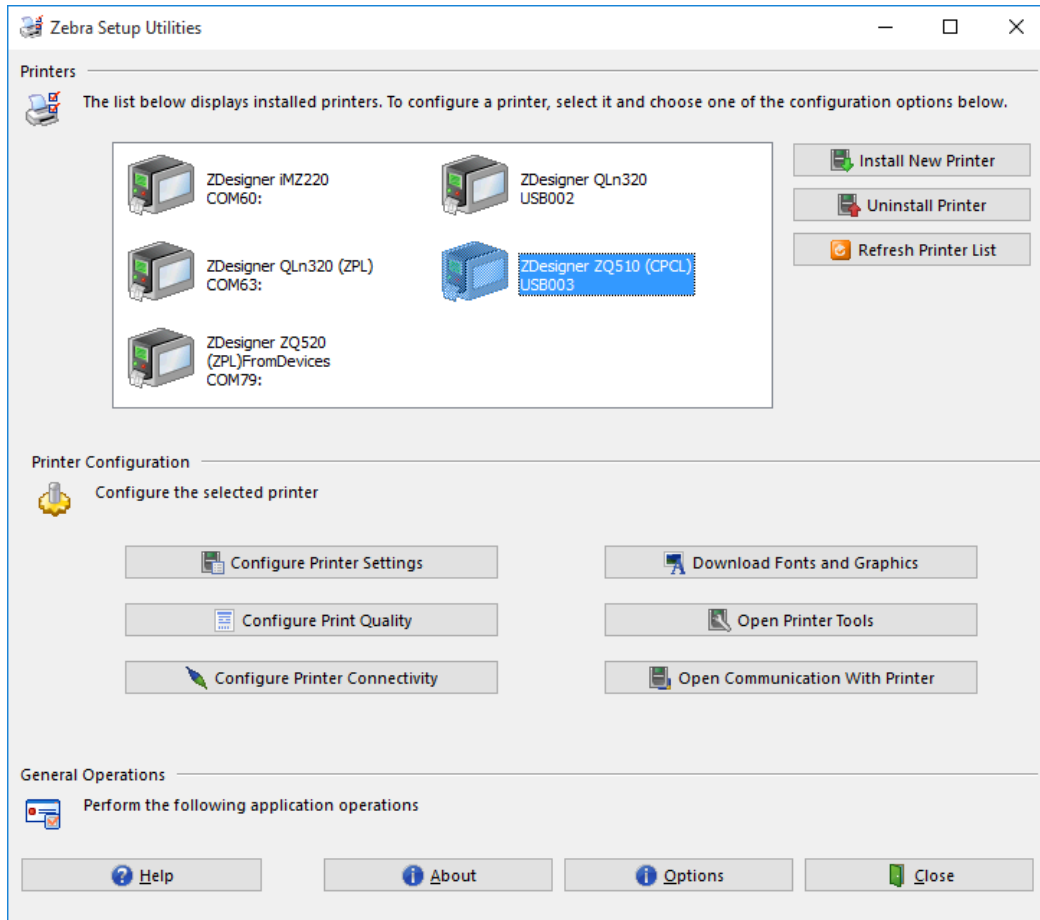 Zebra Setup Utilities
Printers
The list below displays installed printers. To configure a printer, select it and choose one of the configuration options below.
ZDesigner iMZ220
COM60:
ZDesigner QLn320
USB002
ZDesigner QLn320 (ZPL)
COM63:
ZDesigner ZQ510 (CPCL)
USB003
ZDesigner ZQ520
(ZPL)FromDevices
COM79:
Install New Printer
Uninstall Printer
Refresh Printer List
Printer Configuration
Configure the selected printer
Configure Printer Settings
Download Fonts and Graphics
Configure Print Quality
Open Printer Tools
Configure Printer Connectivity
Open Communication With Printer
General Operations
Perform the following application operations
Help
About
Options
Close